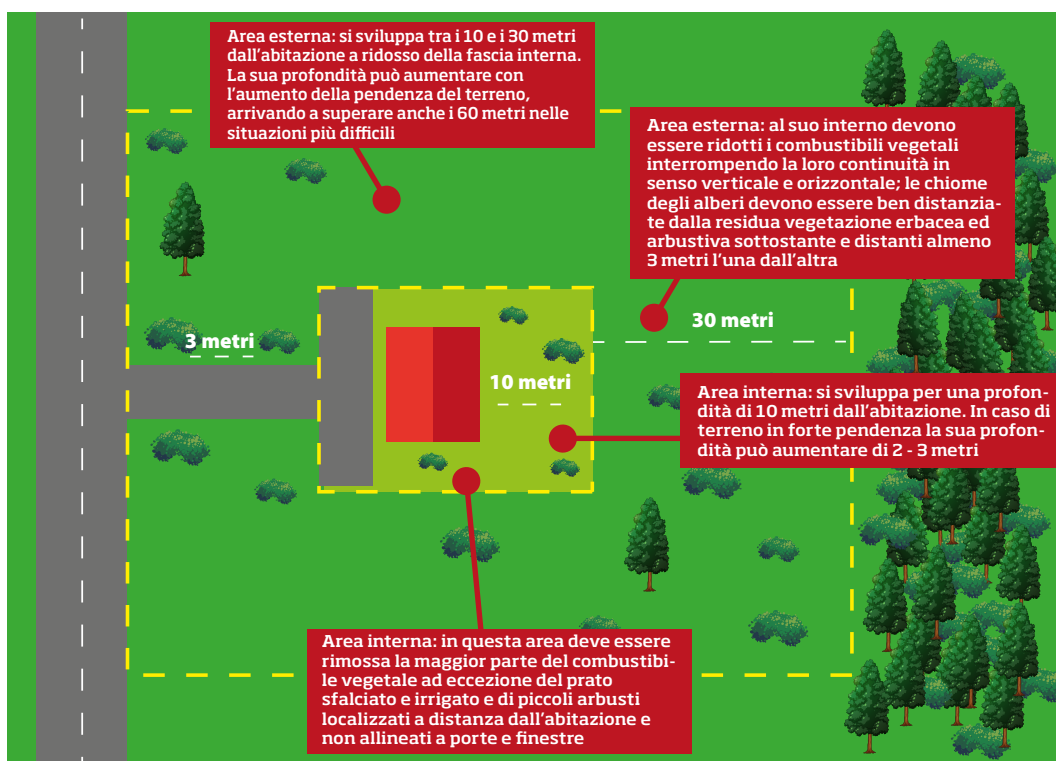 Area esterna: si sviluppa tra i 10 e i 30 metri
dall'abitazione a ridosso della fascia interna.
La sua profondità può aumentare con
l'aumento della pendenza del terreno,
arrivando a superare anche i 60 metri nelle
situazioni più difficili
Area esterna: al suo interno devono
essere ridotti i combustibili vegetali
interrompendo la loro continuità in
senso verticale e orizzontale; le chiome
degli alberi devono essere ben distanzia-
te dalla residua vegetazione erbacea ed
arbustiva sottostante e distanti almeno
3 metri l'una dall'altra
30 metri
3 metri
10 metri
Area interna: si sviluppa per una profon-
dità di 10 metri dall'abitazione. In caso di
terreno in forte pendenza la sua profon-
dità può aumentare di 2 - 3 metri
Area interna: in questa area deve essere
rimossa la maggior parte del combustibi-
le vegetale ad eccezione del prato
sfalciato e irrigato e di piccoli arbusti
localizzati a distanza dall'abitazione e
non allineati a porte e finestre